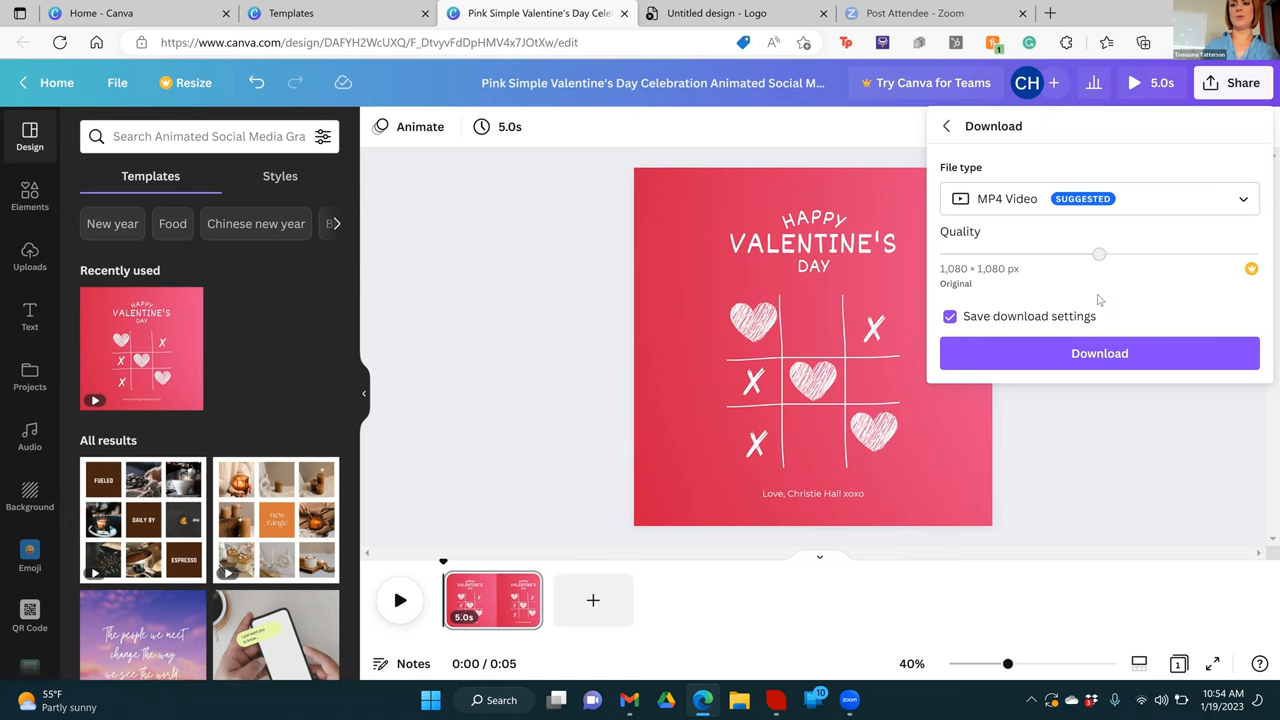 Home - Canva
Templates
Pink Simple Valentine's Day Cele
Untitled design - Logo
Post Attendee - Zoom
https://www.canva.com/design/DAFYH2WcUXQ/F_DtvyvFdDpHMV4x7JOtXw/edit
1
Tomasina Tatterson
Home
File
Resize
Pink Simple Valentine's Day Celebration Animated Social M...
Try Canva for Teams
CH
5.0s
Share
Design
Elements
Uploads
Text
Projects
Audio
Background
Emoji
QR Code
Search Animated Social Media Gra
Templates
Styles
New year
Food
Chinese new year
Recently used
HAPPY
VALENTINE'S
DAY
All results
FUELED
DAILY BY
ESPRESSO
new
range
The people we meet
change the way
we see the world
Animate
5.0s
HAPPY
VALENTINE'S
DAY
X
X
X
Love, Christie Hall xoxo
Download
File type
MP4 Video
SUGGESTED
Quality
1,080 × 1,080 px
Original
Save download settings
Download
5.0s
Notes
0:00 / 0:05
40%
1
55°F
Partly sunny
Search
10
zoom
10:54 AM
1/19/2023